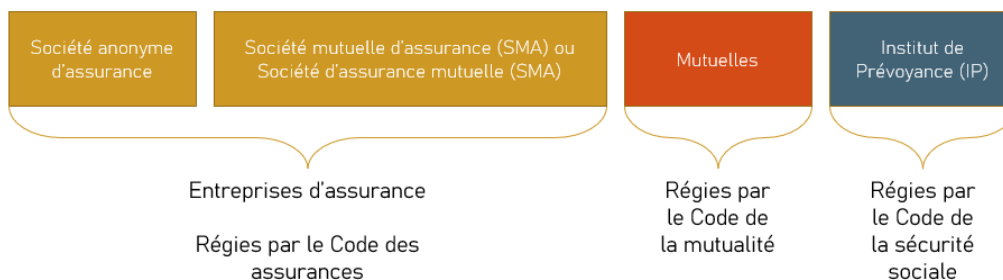 Société anonyme
d'assurance
Société mutuelle d'assurance (SMA) ou
Société d'assurance mutuelle (SMA)
Mutuelles
Institut de
Prévoyance (IP)
Entreprises d'assurance
Régies par le Code des
assurances
Régies par
le Code de
la mutualité
Régies par
le Code de
la sécurité
sociale